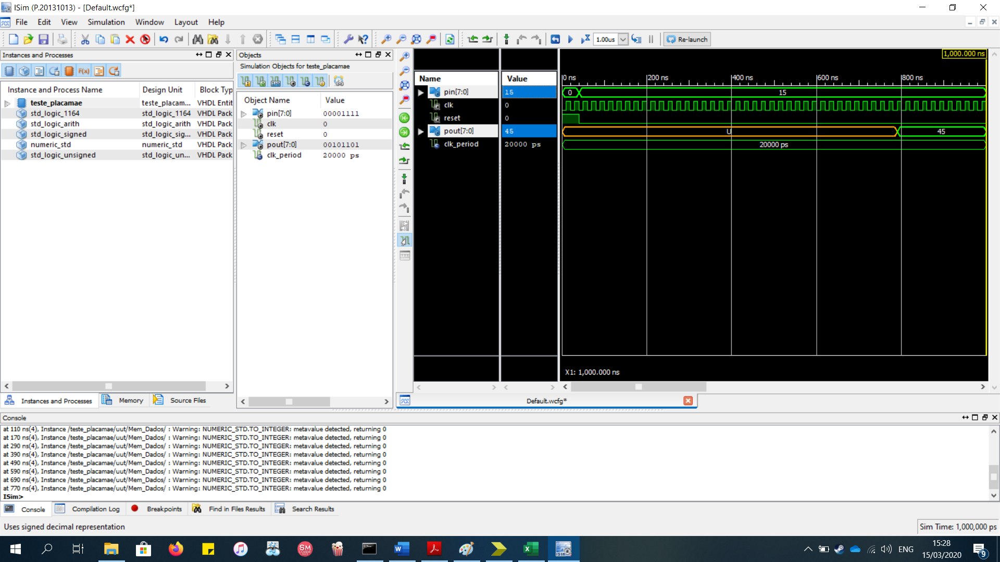 ISim (P.20131013) - [Default.wcfg*]
File Edit View Simulation Window Layout Help
1.00us Re-launch
Instances and Processes
Instance and Process Name Design Unit Block Typ
teste_placamae teste_placam... VHDL Entit
std_logic_1164 std_logic_1164 VHDL Pack
std_logic_arith std_logic_arith VHDL Pack
std_logic_signed std_logic_sig... VHDL Pack
numeric_std numeric_std VHDL Pack
std_logic_unsigned std_logic_un... VHDL Pack
Instances and Processes Memory Source Files
Objects
Simulation Objects for teste_placamae
Object Name Value
pin[7:0] 00001111
clk 0
reset 0
pout[7:0] 00101101
clk_period 20000 ps
Name Value
pin[7:0] 15
clk 0
reset 0
pout[7:0] 45
clk_period 20000 ps
1,000.000 ns
0 ns 200 ns 400 ns 600 ns 800 ns
0 15
U 45
20000 ps
X1: 1,000.000 ns
Default.wcfg*
Console
at 110 ns(4), Instance /teste_placamae/uut/Mem_Dados/ : Warning: NUMERIC_STD.TO_INTEGER: metavalue detected, returning 0
at 170 ns(4), Instance /teste_placamae/uut/Mem_Dados/ : Warning: NUMERIC_STD.TO_INTEGER: metavalue detected, returning 0
at 290 ns(4), Instance /teste_placamae/uut/Mem_Dados/ : Warning: NUMERIC_STD.TO_INTEGER: metavalue detected, returning 0
at 390 ns(4), Instance /teste_placamae/uut/Mem_Dados/ : Warning: NUMERIC_STD.TO_INTEGER: metavalue detected, returning 0
at 490 ns(4), Instance /teste_placamae/uut/Mem_Dados/ : Warning: NUMERIC_STD.TO_INTEGER: metavalue detected, returning 0
at 590 ns(4), Instance /teste_placamae/uut/Mem_Dados/ : Warning: NUMERIC_STD.TO_INTEGER: metavalue detected, returning 0
at 690 ns(4), Instance /teste_placamae/uut/Mem_Dados/ : Warning: NUMERIC_STD.TO_INTEGER: metavalue detected, returning 0
at 770 ns(4), Instance /teste_placamae/uut/Mem_Dados/ : Warning: NUMERIC_STD.TO_INTEGER: metavalue detected, returning 0
ISim>
Console Compilation Log Breakpoints Find in Files Results Search Results
Uses signed decimal representation
Sim Time: 1,000,000 ps
ENG
15:28
15/03/2020
9